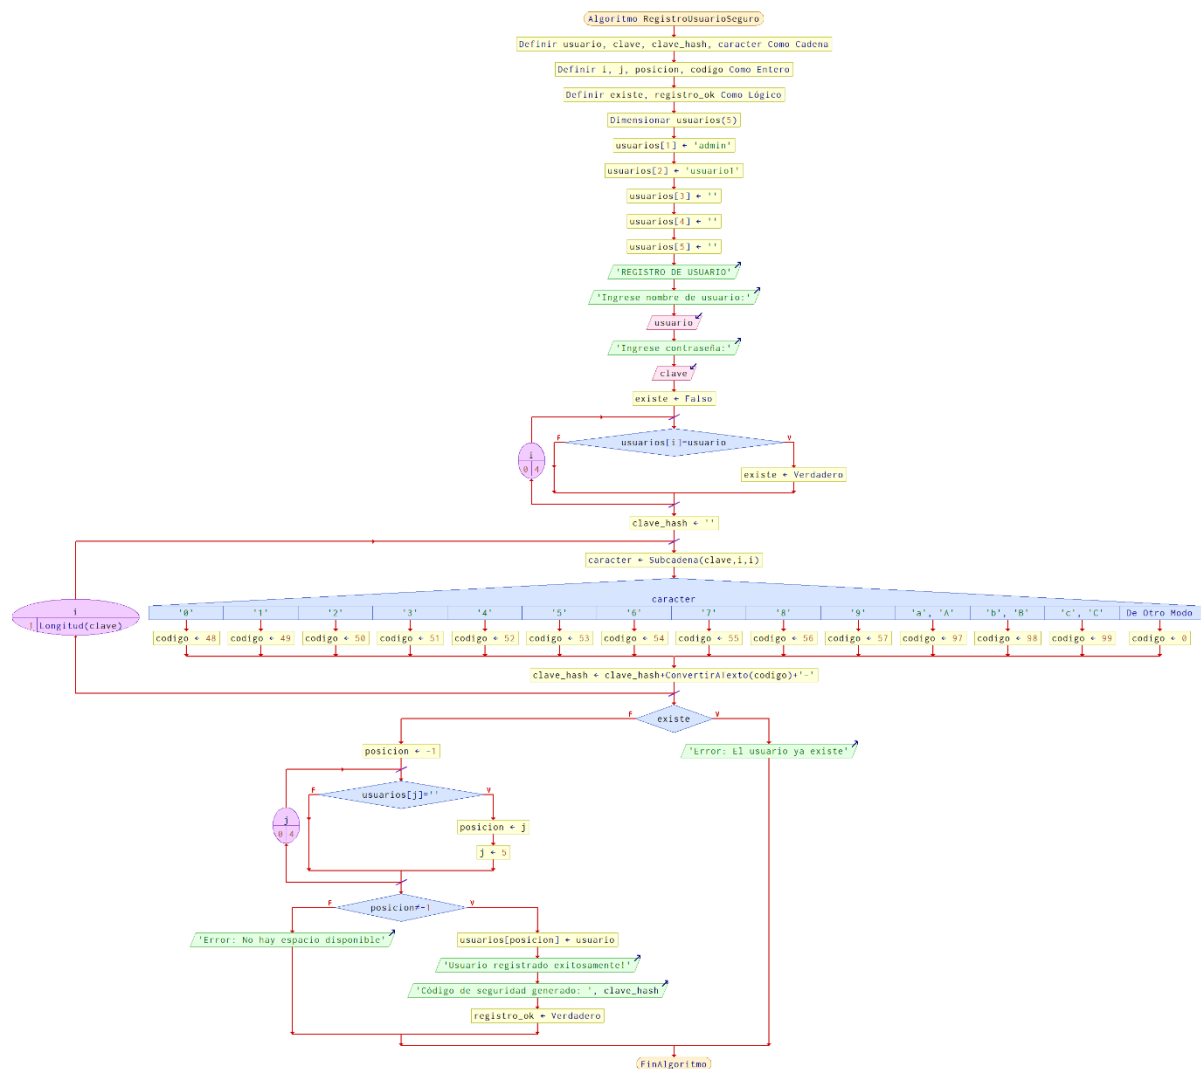 Algoritmo RegistroUsuarioSeguro
Definir usuario, clave, clave_hash, caracter Como Cadena
Definir i, j, posicion, codigo Como Entero
Definir existe, registro_ok Como Lógico
Dimensionar usuarios(5)
usuarios[1] ← 'admin'
usuarios[2] ← 'usuario1'
usuarios[3] ← ''
usuarios[4] ← ''
usuarios[5] ← ''
'REGISTRO DE USUARIO'
'Ingrese nombre de usuario:'
usuario
'Ingrese contraseña:'
clave
existe ← Falso
F
V
usuarios[i]=usuario
i
0 4
existe ← Verdadero
clave_hash ← ''
caracter ← Subcadena(clave,i,i)
caracter
i
1 Longitud(clave)
'0' '1' '2' '3' '4' '5' '6' '7' '8' '9' 'a', 'A' 'b', 'B' 'c', 'C' De Otro Modo
codigo ← 48 codigo ← 49 codigo ← 50 codigo ← 51 codigo ← 52 codigo ← 53 codigo ← 54 codigo ← 55 codigo ← 56 codigo ← 57 codigo ← 97 codigo ← 98 codigo ← 99 codigo ← 0
clave_hash ← clave_hash+ConvertirATexto(codigo)+'-'
F
V
existe
posicion ← -1
'Error: El usuario ya existe'
F
V
usuarios[j]=''
j
0 4
posicion ← j
j ← 5
F
V
posicion≠-1
'Error: No hay espacio disponible'
usuarios[posicion] ← usuario
'Usuario registrado exitosamente!'
'Código de seguridad generado: ', clave_hash
registro_ok ← Verdadero
FinAlgoritmo